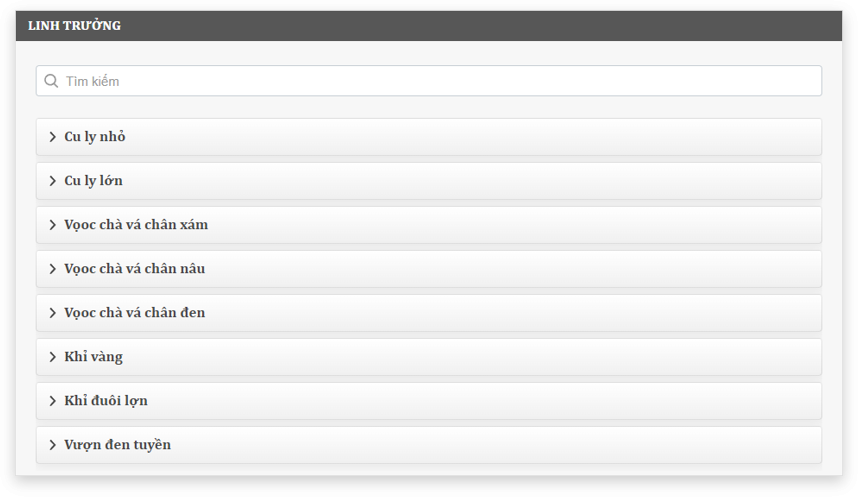 LINH TRƯỞNG
Tìm kiếm
Cu ly nhỏ
Cu ly lớn
Vọoc chà vá chân xám
Vọoc chà vá chân nâu
Vọoc chà vá chân đen
Khỉ vàng
Khỉ đuôi lợn
Vượn đen tuyền